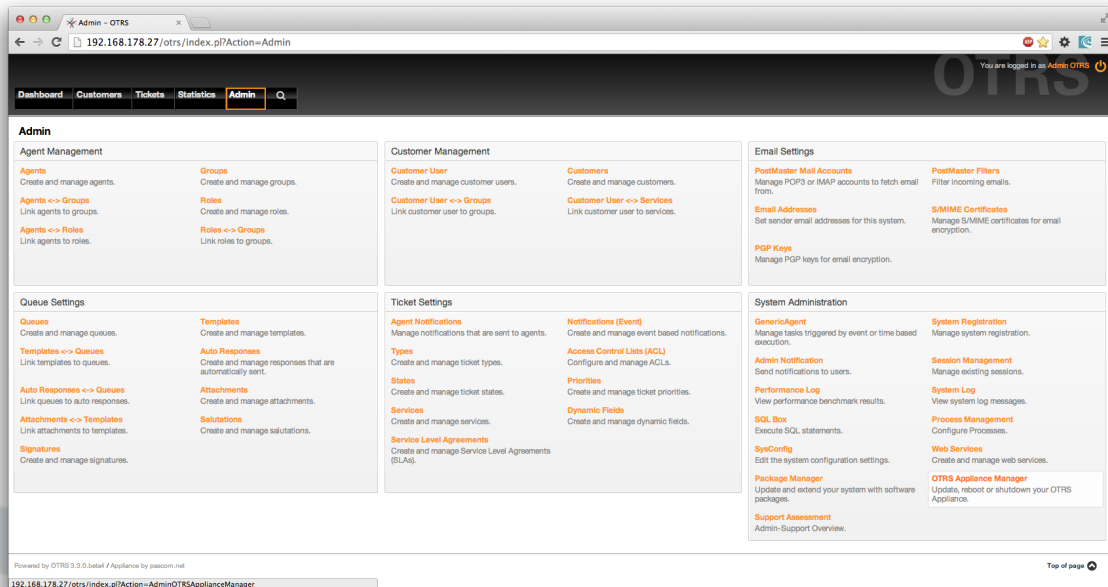 Admin - OTRS
192.168.178.27/otrs/index.pl?Action=Admin
ABP
OTRS
You are logged in as Admin OTRS
Dashboard Customers Tickets Statistics Admin
Admin
Agent Management
Agents
Create and manage agents.
Groups
Create and manage groups.
Agents <-> Groups
Link agents to groups.
Roles
Create and manage roles.
Agents <-> Roles
Link agents to roles.
Roles <-> Groups
Link roles to groups.
Customer Management
Customer User
Create and manage customer users.
Customers
Create and manage customers.
Customer User <-> Groups
Link customer user to groups.
Customer User <-> Services
Link customer user to services.
Email Settings
PostMaster Mail Accounts
Manage POP3 or IMAP accounts to fetch email
from.
PostMaster Filters
Filter incoming emails.
Email Addresses
Set sender email addresses for this system.
S/MIME Certificates
Manage S/MIME certificates for email
encryption.
PGP Keys
Manage PGP keys for email encryption.
Queue Settings
Queues
Create and manage queues.
Templates
Create and manage templates.
Templates <-> Queues
Link templates to queues.
Auto Responses
Create and manage responses that are
automatically sent.
Auto Responses <-> Queues
Link queues to auto responses.
Attachments
Create and manage attachments.
Attachments <-> Templates
Link attachments to templates.
Salutations
Create and manage salutations.
Signatures
Create and manage signatures.
Ticket Settings
Agent Notifications
Manage notifications that are sent to agents.
Notifications (Event)
Create and manage event based notifications.
Types
Create and manage ticket types.
Access Control Lists (ACL)
Configure and manage ACLs.
States
Create and manage ticket states.
Priorities
Create and manage ticket priorities.
Services
Create and manage services.
Dynamic Fields
Create and manage dynamic fields.
Service Level Agreements
Create and manage Service Level Agreements
(SLAs).
System Administration
GenericAgent
Manage tasks triggered by event or time based
execution.
System Registration
Manage system registration.
Admin Notification
Send notifications to users.
Session Management
Manage existing sessions.
Performance Log
View performance benchmark results.
System Log
View system log messages.
SQL Box
Execute SQL statements.
Process Management
Configure Processes.
SysConfig
Edit the system configuration settings.
Web Services
Create and manage web services.
Package Manager
Update and extend your system with software
packages.
OTRS Appliance Manager
Update, reboot or shutdown your OTRS
Appliance.
Support Assessment
Admin-Support Overview.
Powered by OTRS 3.3.0.beta4 / Appliance by pascom.net
Top of page
192.168.178.27/otrs/index.pl?Action=AdminOTRSApplianceManager